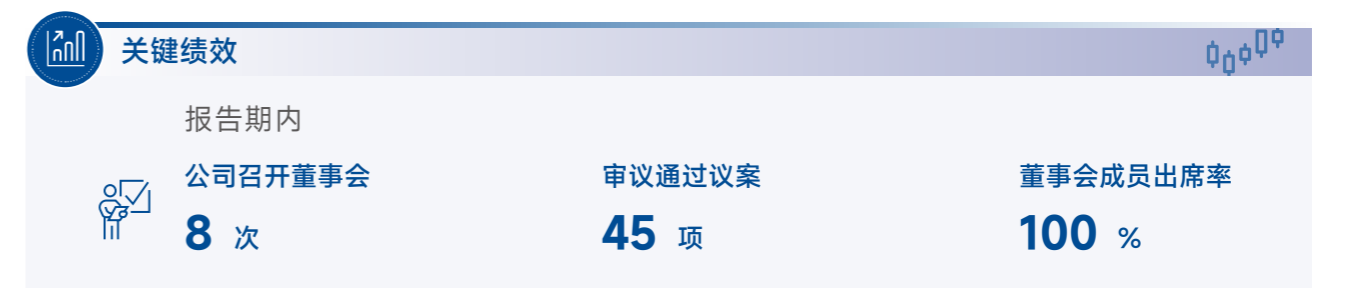 关键绩效
报告期内
公司召开董事会
8 次
审议通过议案
45 项
董事会成员出席率
100 %